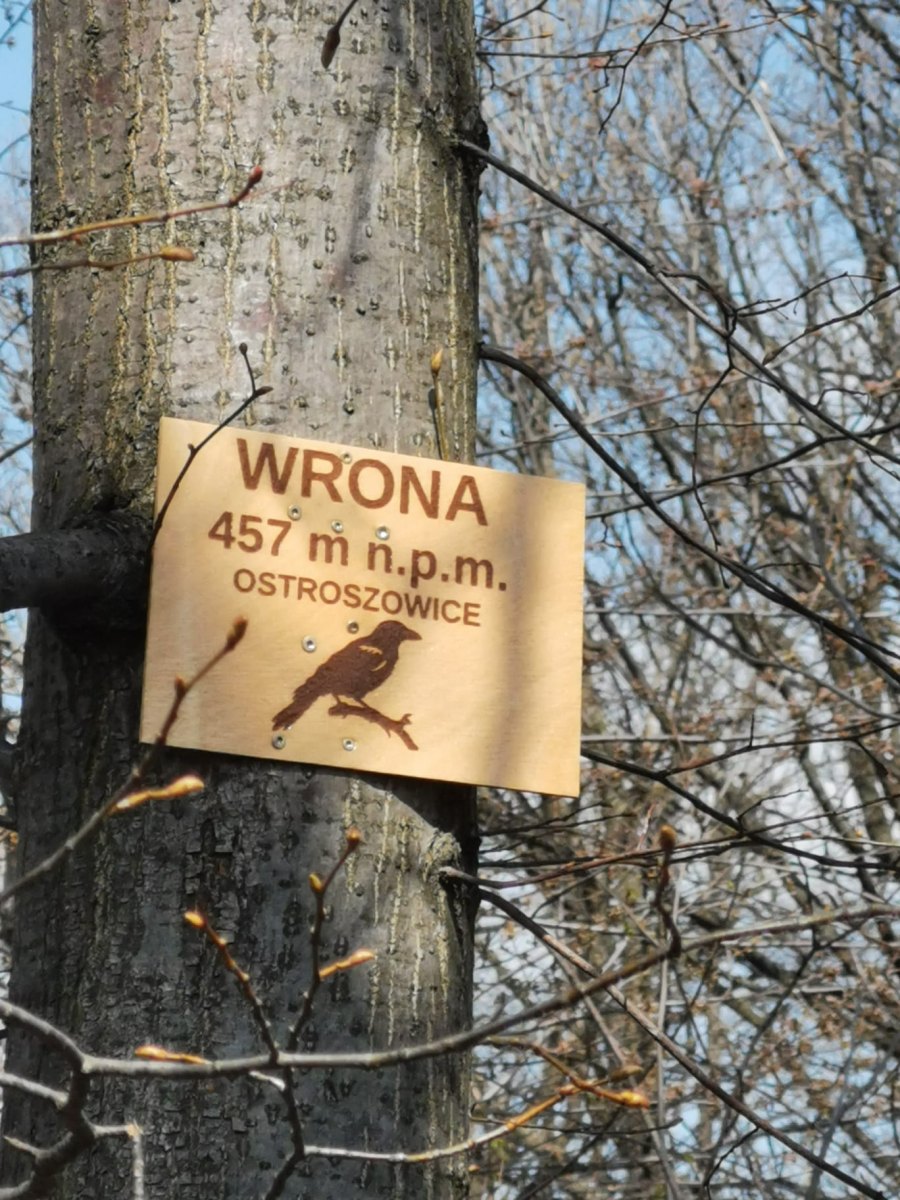 WRONA
457 m n.p.m.
OSTROSZOWICE